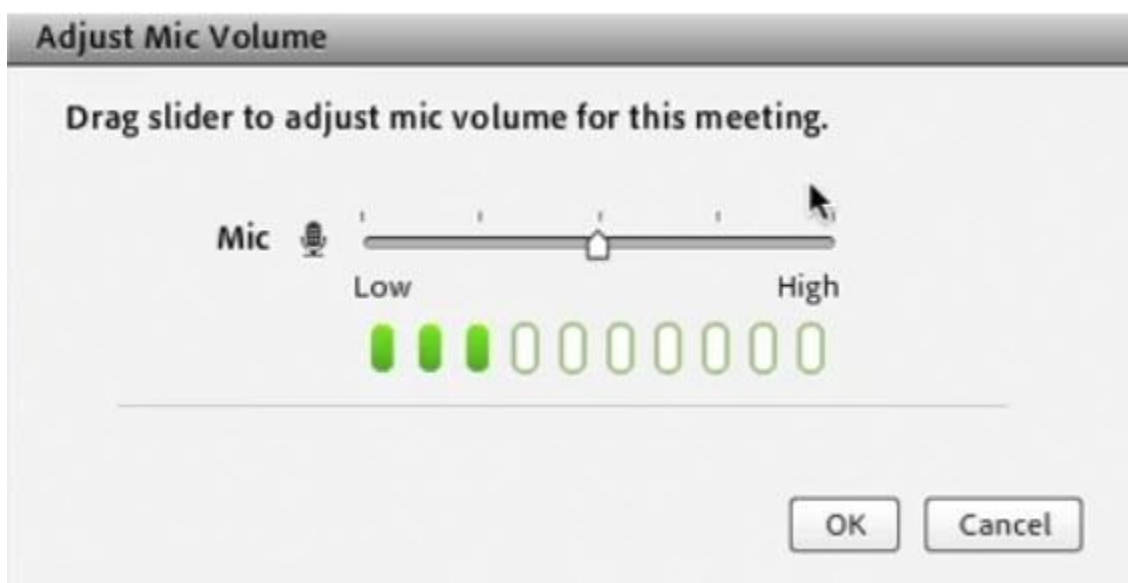 Adjust Mic Volume
Drag slider to adjust mic volume for this meeting.
Mic
Low High
OK Cancel